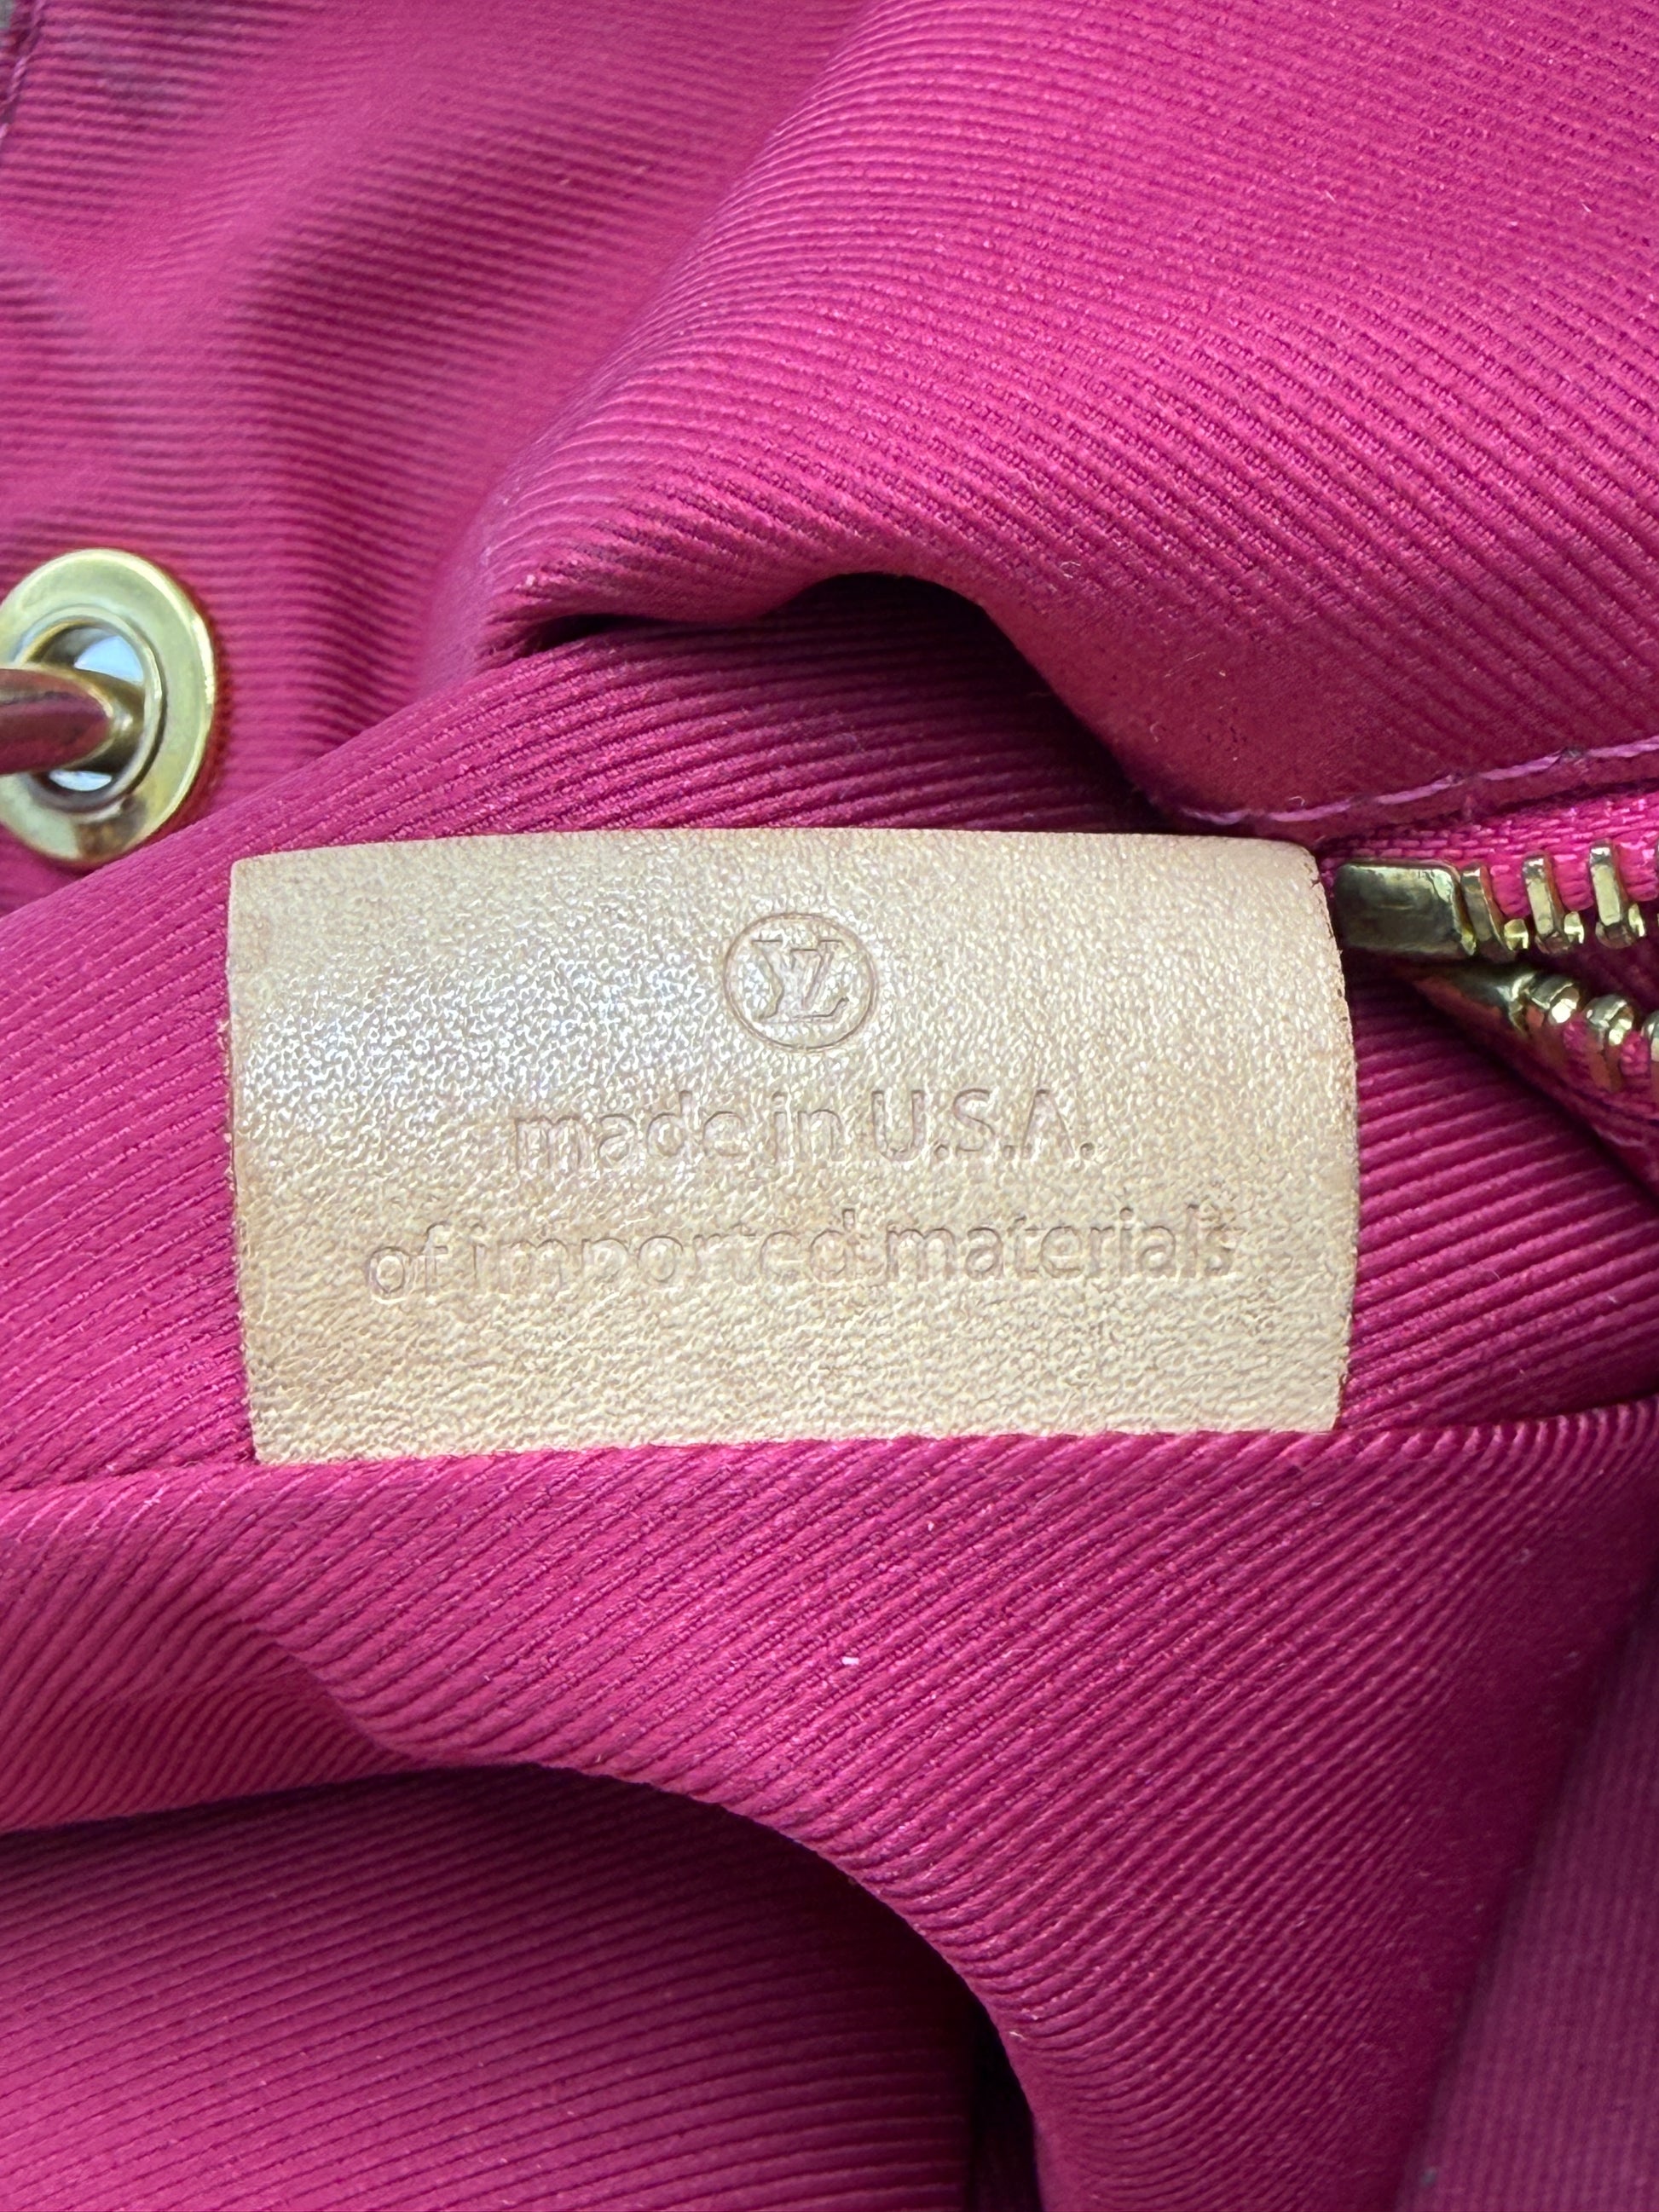 LV
made in U.S.A.
of imported materials